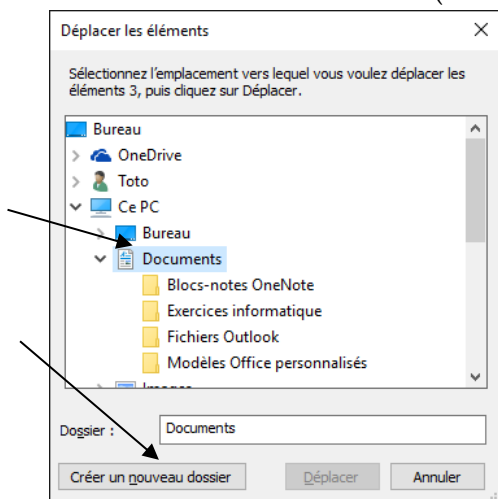 (
Déplacer les éléments
Sélectionnez l'emplacement vers lequel vous voulez déplacer les
éléments 3, puis cliquez sur Déplacer.
Bureau
OneDrive
Toto
Ce PC
Bureau
Documents
Blocs-notes OneNote
Exercices informatique
Fichiers Outlook
Modèles Office personnalisés
Images
Dossier : Documents
Créer un nouveau dossier Déplacer Annuler